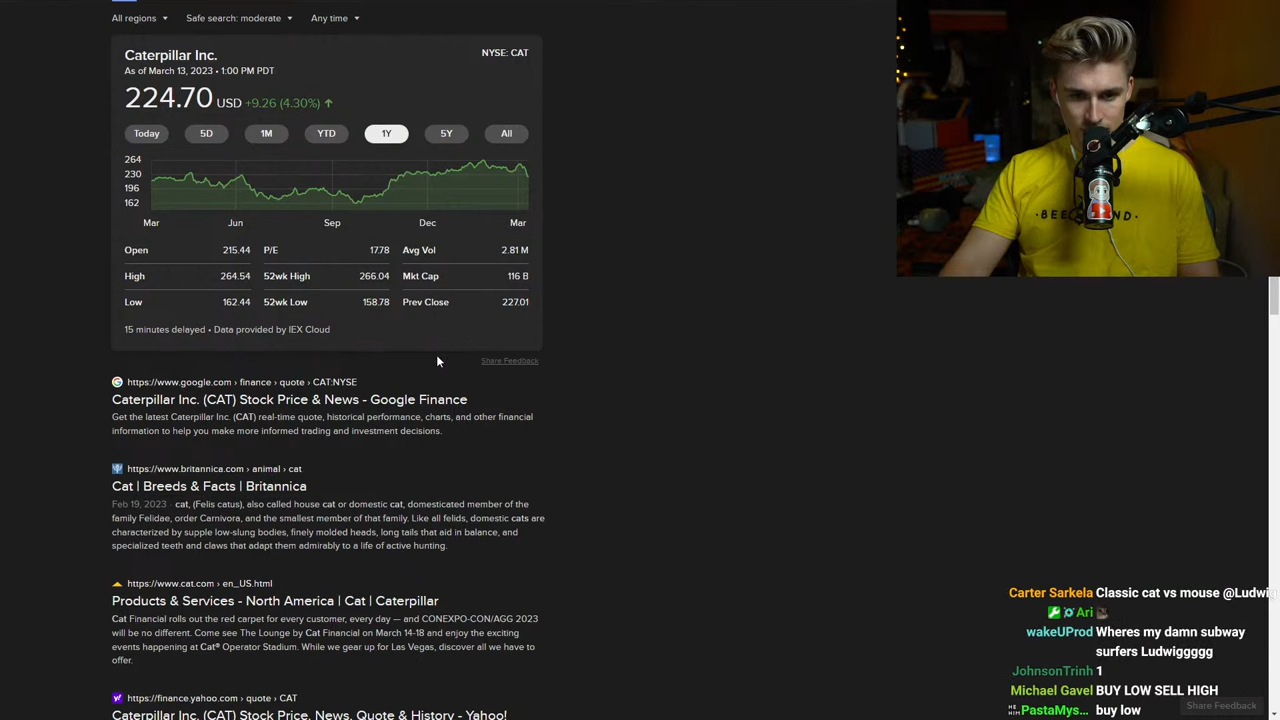 All regions Safe search: moderate Any time
Caterpillar Inc. NYSE: CAT
As of March 13, 2023 • 1:00 PM PDT
224.70 USD +9.26 (4.30%) ↑
Today 5D 1M YTD 1Y 5Y All
264
230
196
162
Mar Jun Sep Dec Mar
Open 215.44 P/E 17.78 Avg Vol 2.81 M
High 264.54 52wk High 266.04 Mkt Cap 116 B
Low 162.44 52wk Low 158.78 Prev Close 227.01
15 minutes delayed • Data provided by IEX Cloud
Share Feedback
https://www.google.com › finance › quote › CAT:NYSE
Caterpillar Inc. (CAT) Stock Price & News - Google Finance
Get the latest Caterpillar Inc. (CAT) real-time quote, historical performance, charts, and other financial
information to help you make more informed trading and investment decisions.
https://www.britannica.com › animal › cat
Cat | Breeds & Facts | Britannica
Feb 19, 2023 · cat, (Felis catus), also called house cat or domestic cat, domesticated member of the
family Felidae, order Carnivora, and the smallest member of that family. Like all felids, domestic cats are
characterized by supple low-slung bodies, finely molded heads, long tails that aid in balance, and
specialized teeth and claws that adapt them admirably to a life of active hunting.
https://www.cat.com › en_US.html
Products & Services - North America | Cat | Caterpillar
Cat Financial rolls out the red carpet for every customer, every day — and CONEXPO-CON/AGG 2023
will be no different. Come see The Lounge by Cat Financial on March 14-18 and enjoy the exciting
events happening at Cat® Operator Stadium. While we gear up for Las Vegas, discover all we have to
offer.
https://finance.yahoo.com › quote › CAT
Caterpillar Inc. (CAT) Stock Price, News, Quote & History - Yahoo!
Carter Sarkela Classic cat vs mouse @Ludwig
Ari
wakeUProd Wheres my damn subway
surfers Ludwiggggg
JohnsonTrinh 1
Michael Gavel BUY LOW SELL HIGH
HE HIM PastaMys... buy low
Share Feedback